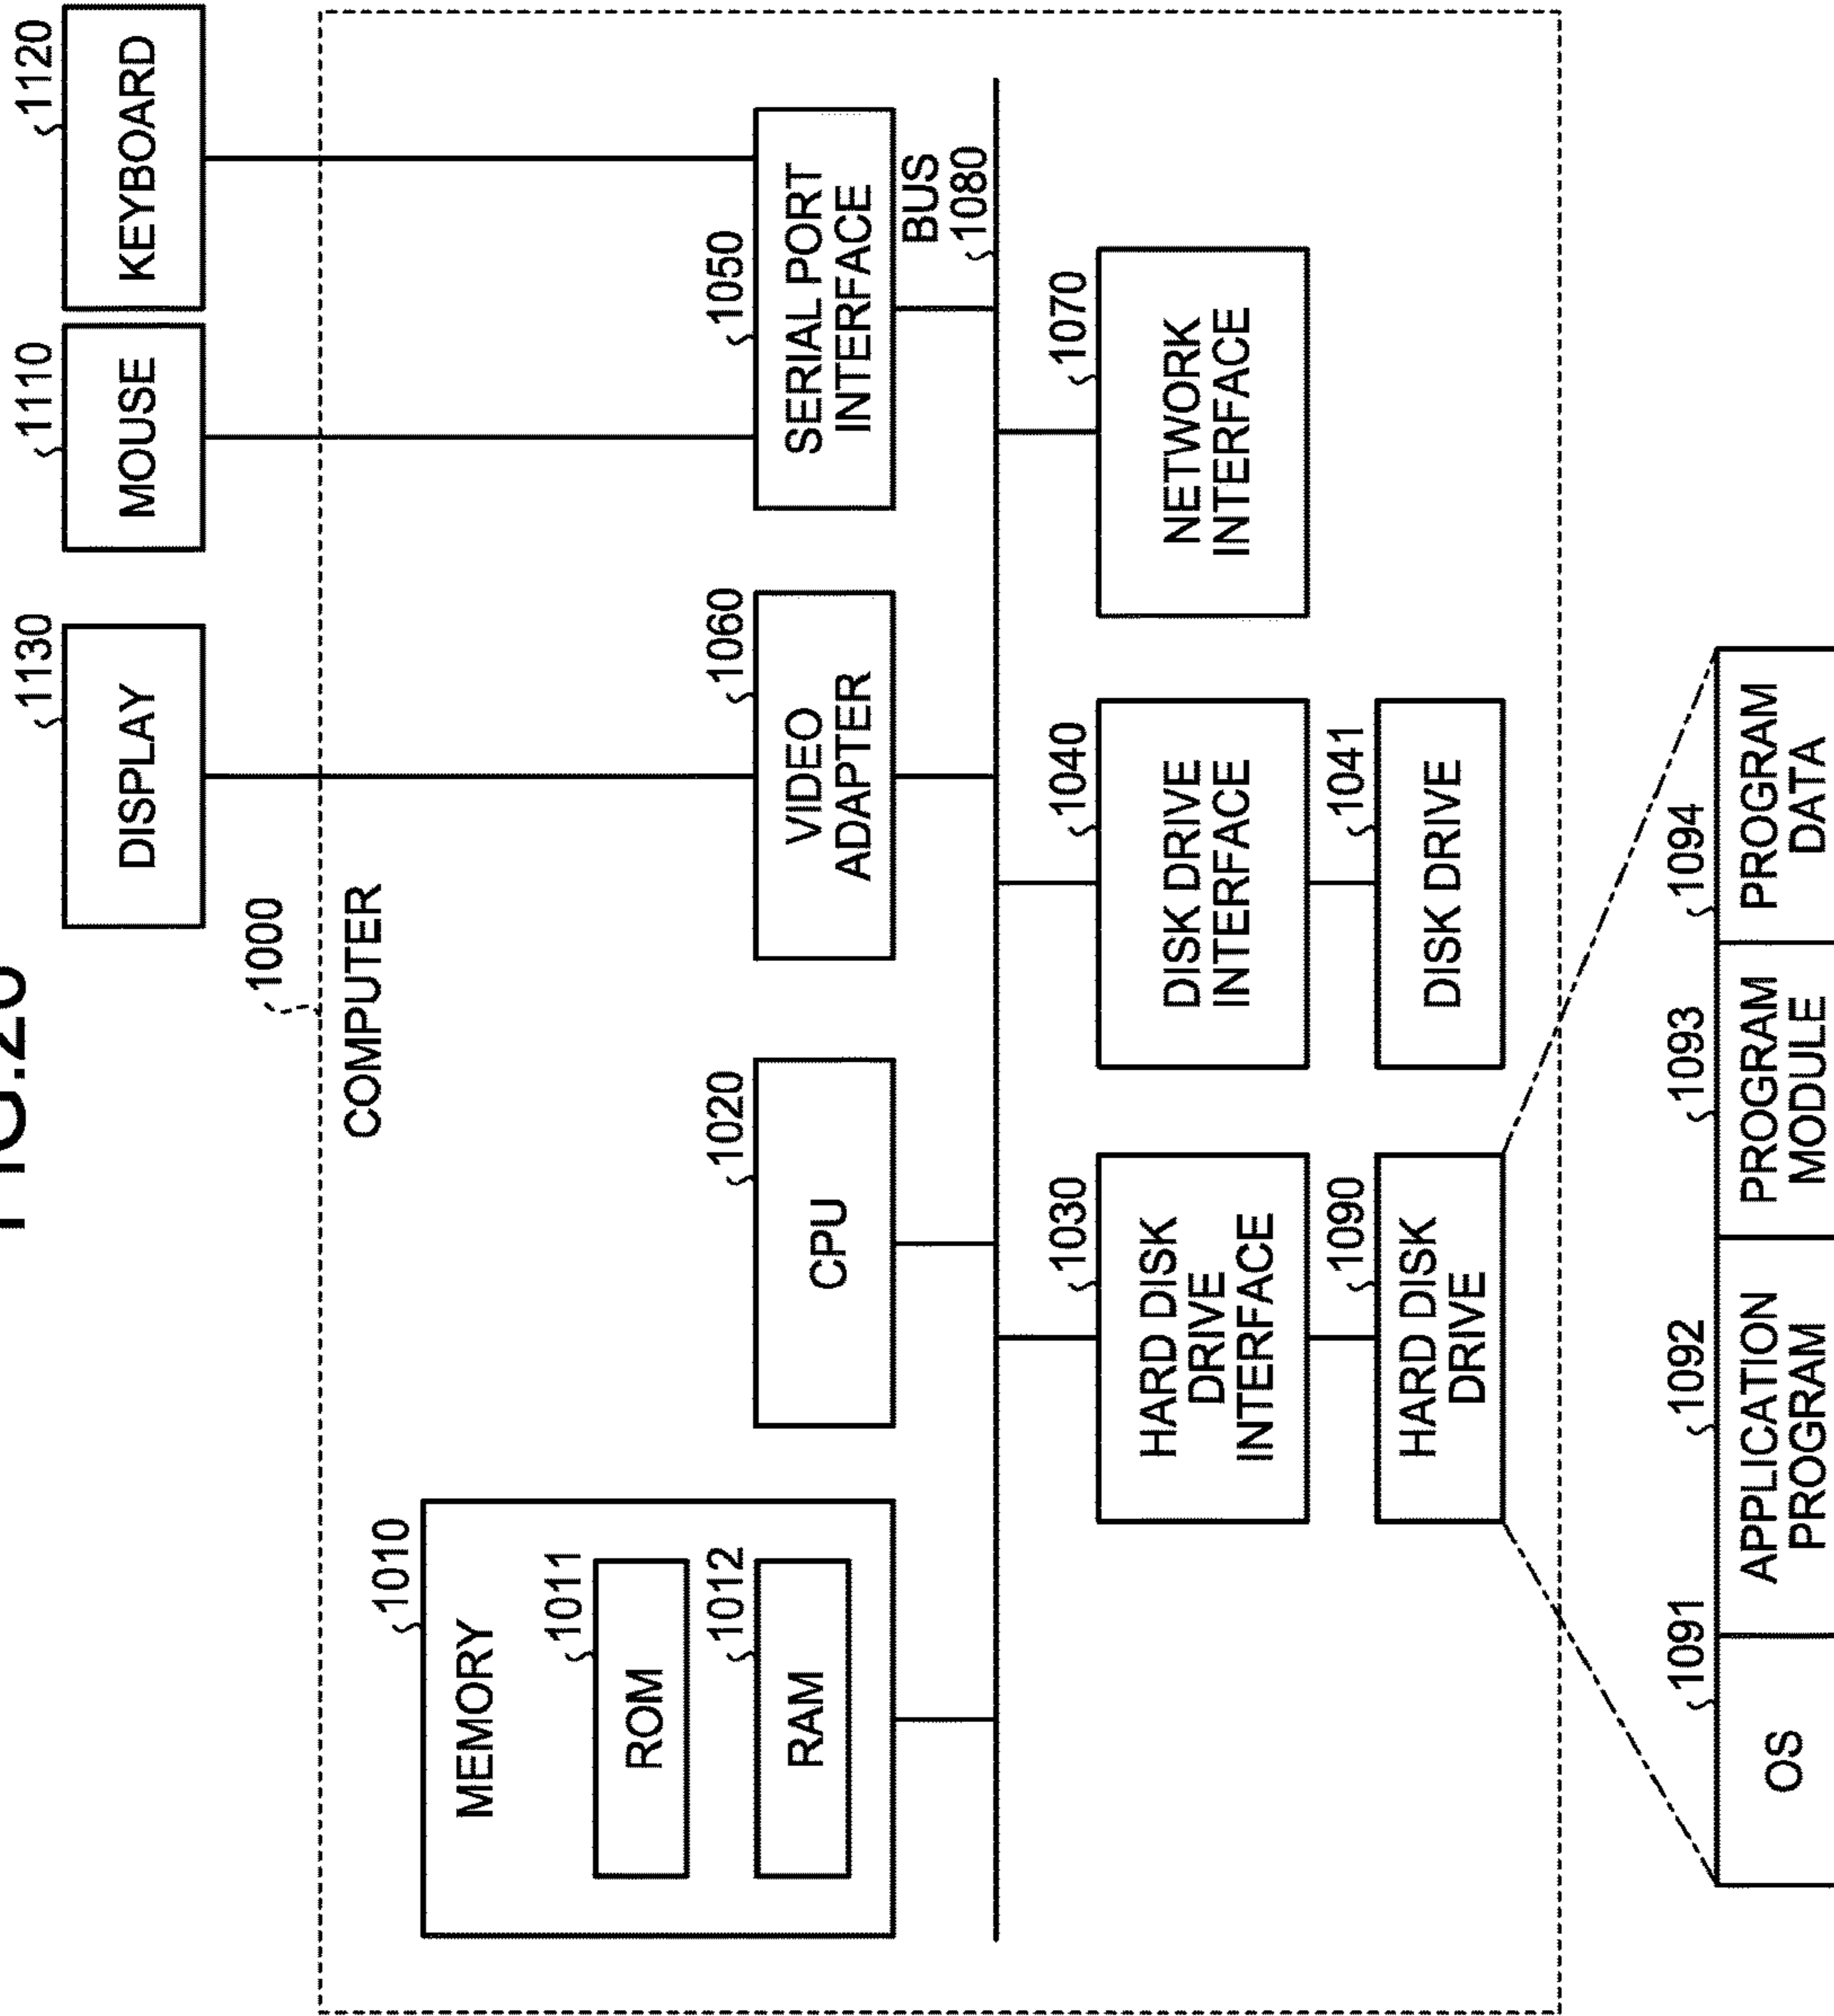 1130
1110
1120
DISPLAY
MOUSE
KEYBOARD
1000
COMPUTER
1010
MEMORY
1011
ROM
1012
RAM
1020
CPU
1060
VIDEO
ADAPTER
1050
SERIAL PORT
INTERFACE
BUS
1080
1030
HARD DISK
DRIVE
INTERFACE
1040
DISK DRIVE
INTERFACE
1070
NETWORK
INTERFACE
1090
HARD DISK
DRIVE
1041
DISK DRIVE
1091
1092
1093
1094
OS
APPLICATION
PROGRAM
PROGRAM
MODULE
PROGRAM
DATA